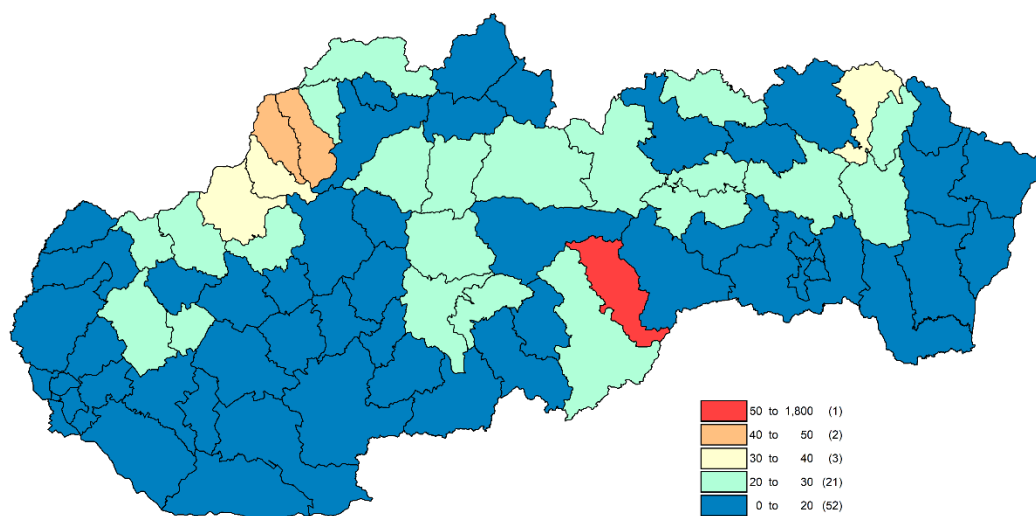 50 to 1,800 (1)
40 to 50 (2)
30 to 40 (3)
20 to 30 (21)
0 to 20 (52)